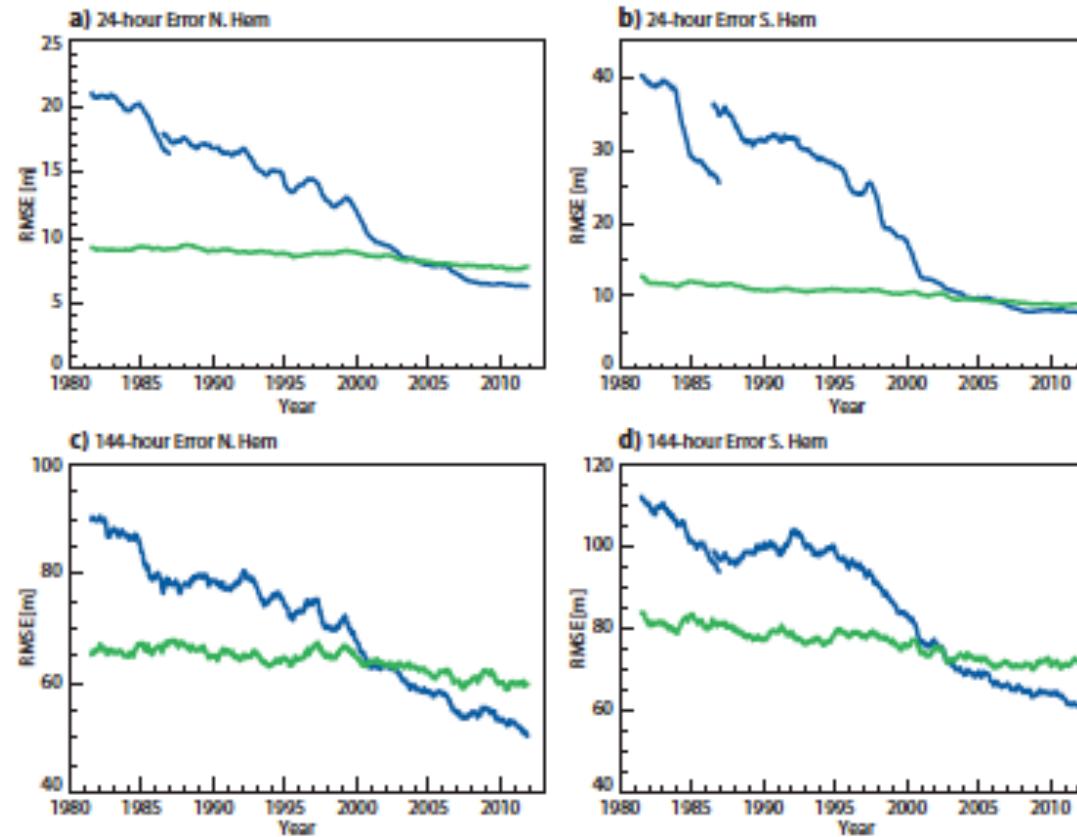 a) 24-hour Error N. Hem
25
20
15
10
5
0
RMSE [m]
1980 1985 1990 1995 2000 2005 2010
Year
b) 24-hour Error S. Hem
40
30
20
10
0
RMSE [m]
1980 1985 1990 1995 2000 2005 2010
Year
c) 144-hour Error N. Hem
100
80
60
40
RMSE [m]
1980 1985 1990 1995 2000 2005 2010
Year
d) 144-hour Error S. Hem
120
100
80
60
40
RMSE [m]
1980 1985 1990 1995 2000 2005 2010
Year